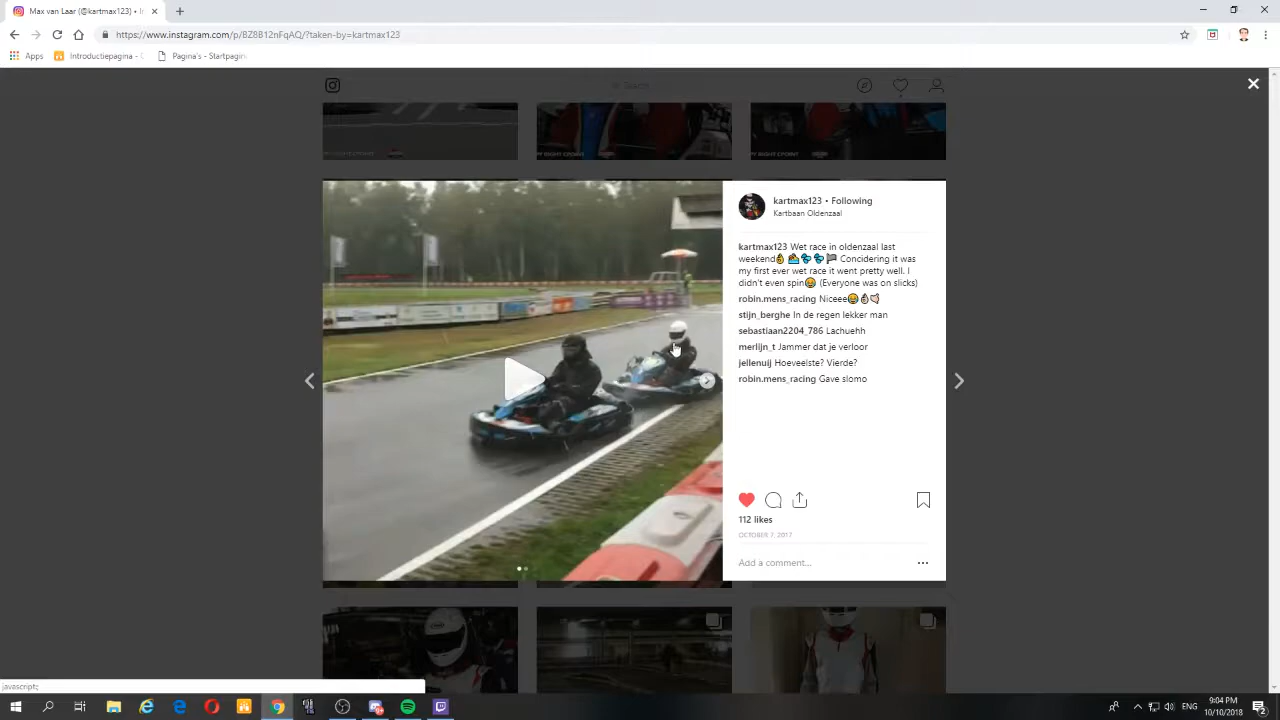 Max van Laar (@kartmax123) • I
https://www.instagram.com/p/BZ8B12nFqAQ/?taken-by=kartmax123
Apps
Introductiepagina -
Pagina's - Startpagin
Search
kartmax123 • Following
Kartbaan Oldenzaal
kartmax123 Wet race in oldenzaal last
weekend👌🏊💦💦🏁 Concidering it was
my first ever wet race it went pretty well. I
didn't even spin😂 (Everyone was on slicks)
robin.mens_racing Niceee
stijn_berghe In de regen lekker man
sebastiaan2204_786 Lachuehh
merlijn_t Jammer dat je verloor
jellenuij Hoeveelste? Vierde?
robin.mens_racing Gave slomo
112 likes
OCTOBER 7, 2017
Add a comment...
javascript:;
ENG
9:04 PM
10/10/2018
2